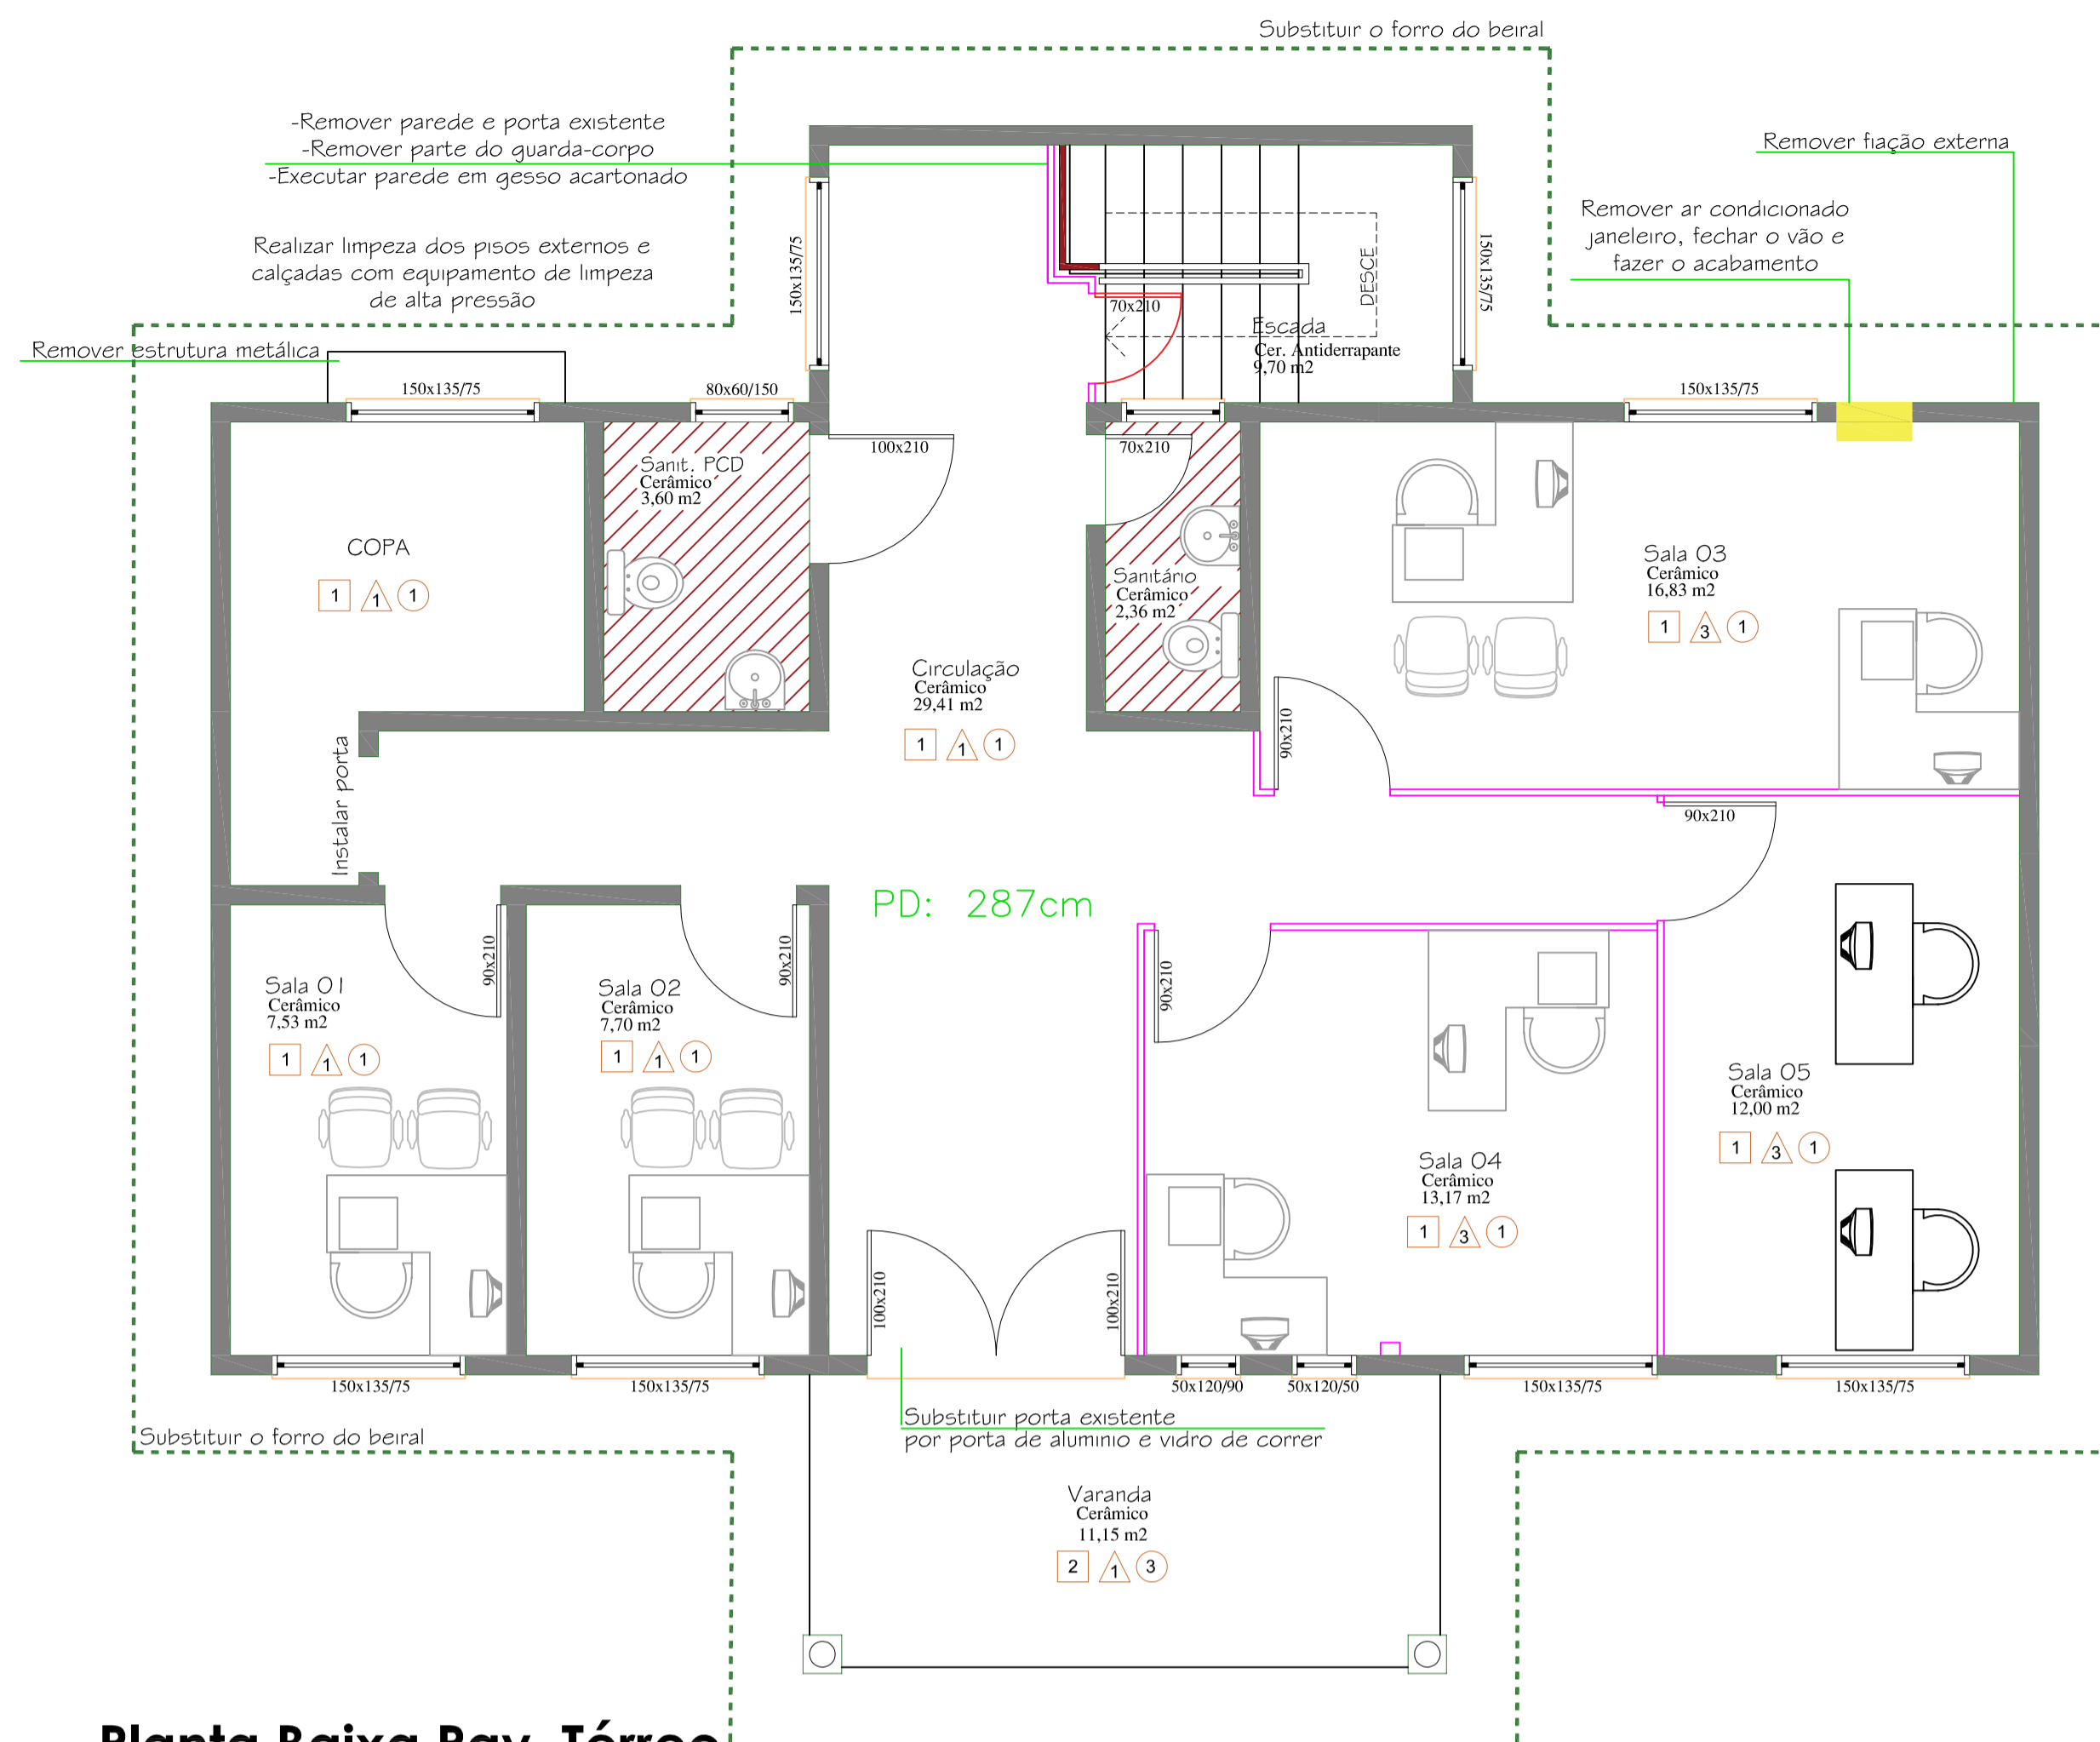 Substituir o forro do beiral
-Remover parede e porta existente
-Remover parte do guarda-corpo
-Executar parede em gesso acartonado
Remover fiação externa
Remover ar condicionado
janeleiro, fechar o vão e
fazer o acabamento
Realizar limpeza dos pisos externos e
calçadas com equipamento de limpeza
de alta pressão
150x135/75
150x135/75
DESCE
70x210
Escada
Cer. Antiderrapante
9,70 m2
Remover estrutura metálica
150x135/75
80x60/150
150x135/75
100x210
70x210
Sanit. PCD
Cerâmico
3,60 m2
COPA
1 1 1
Sanitário
Cerâmico
2,36 m2
Sala 03
Cerâmico
16,83 m2
1 3 1
Circulação
Cerâmico
29,41 m2
1 1 1
90x210
Instalar porta
90x210
PD: 287cm
90x210
90x210
90x210
Sala 01
Cerâmico
7,53 m2
1 1 1
Sala 02
Cerâmico
7,70 m2
1 1 1
Sala 05
Cerâmico
12,00 m2
1 3 1
Sala 04
Cerâmico
13,17 m2
1 3 1
100x210
100x210
150x135/75
150x135/75
50x120/90
50x120/50
150x135/75
150x135/75
Substituir porta existente
por porta de aluminio e vidro de correr
Substituir o forro do beiral
Varanda
Cerâmico
11,15 m2
2 1 3
Planta Baixa Pav. Térreo